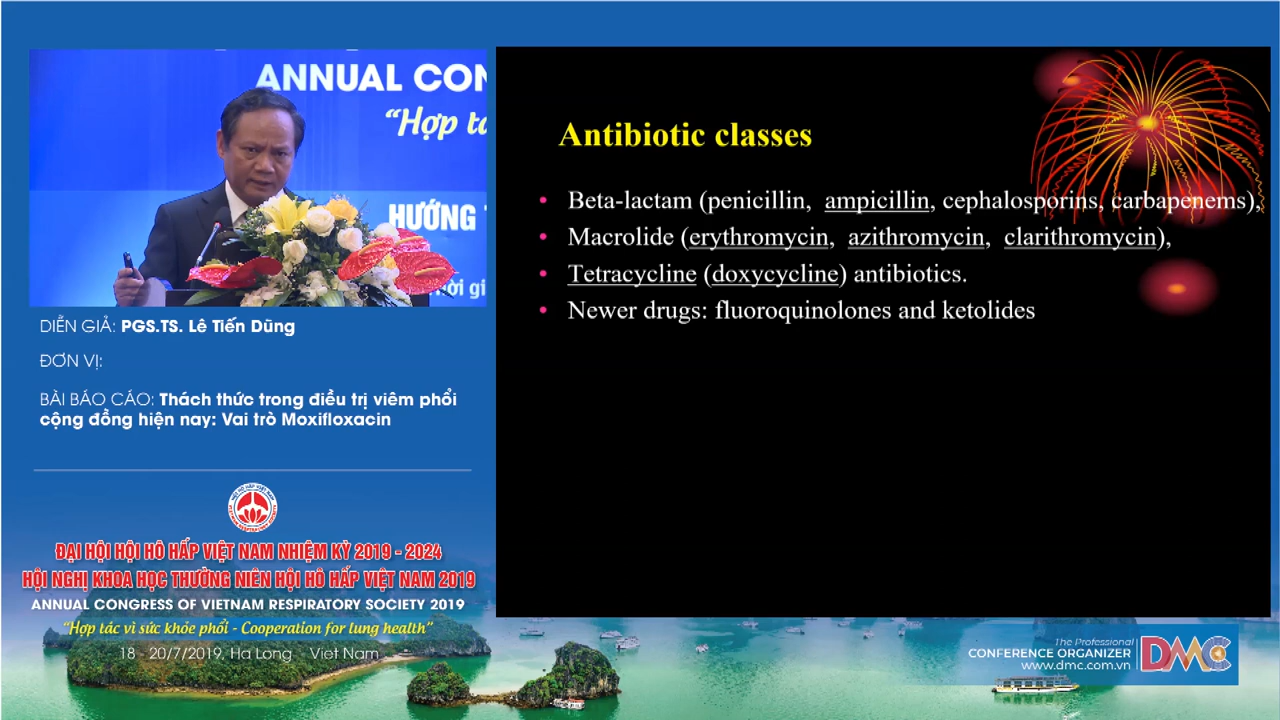 ANNUAL CON
“Hợp tá
HƯỚNG T
DIỄN GIẢ: PGS.TS. Lê Tiến Dũng
ĐƠN VỊ:
BÀI BÁO CÁO: Thách thức trong điều trị viêm phổi
cộng đồng hiện nay: Vai trò Moxifloxacin
ĐẠI HỘI HỘI HÔ HẤP VIỆT NAM NHIỆM KỲ 2019 - 2024
HỘI NGHỊ KHOA HỌC THƯỜNG NIÊN HỘI HÔ HẤP VIỆT NAM 2019
ANNUAL CONGRESS OF VIETNAM RESPIRATORY SOCIETY 2019
“Hợp tác vì sức khỏe phổi - Cooperation for lung health”
18 - 20/7/2019, Ha Long _ Viet Nam
Antibiotic classes
• Beta-lactam (penicillin, ampicillin, cephalosporins, carbapenems),
• Macrolide (erythromycin, azithromycin, clarithromycin),
• Tetracycline (doxycycline) antibiotics.
• Newer drugs: fluoroquinolones and ketolides
The Professional
CONFERENCE ORGANIZER
www.dmc.com.vn
DMC